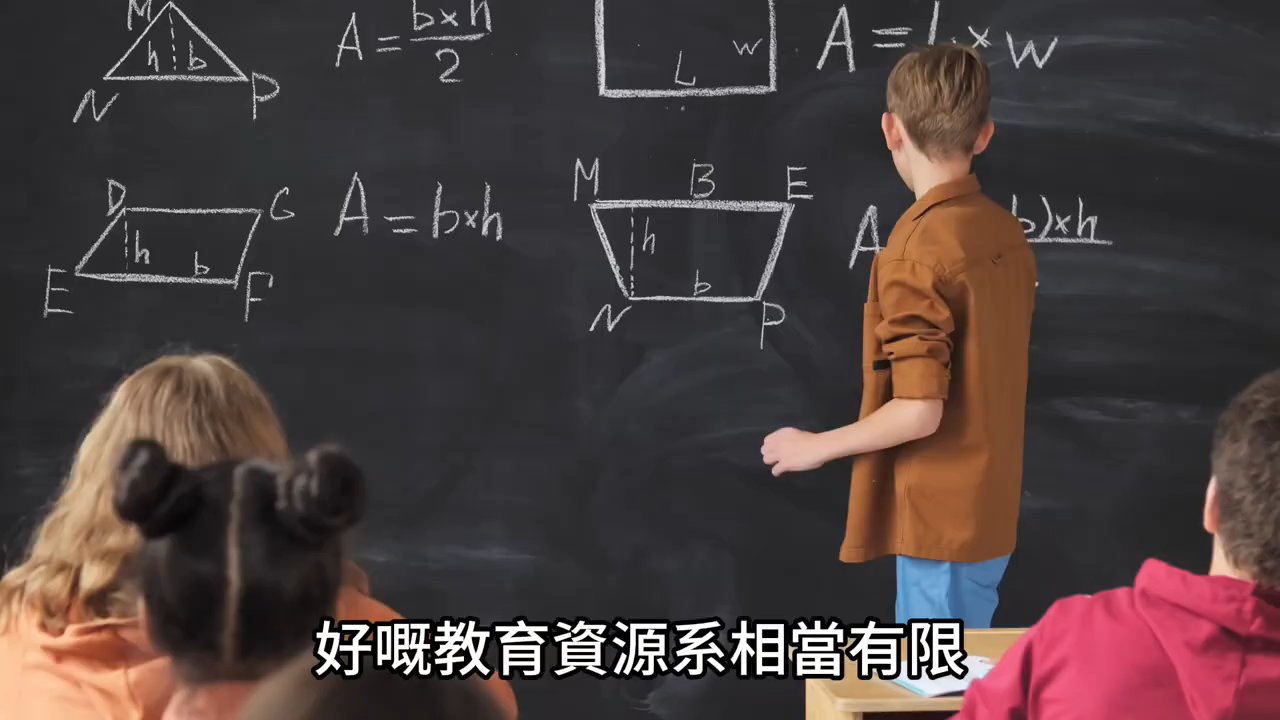 M
h b
N P
A = b×h
2
L w
A = × w
D G
h
b
E F
A = b×h
M B E
h
b
N P
A b)×h
好嘅教育資源系相當有限